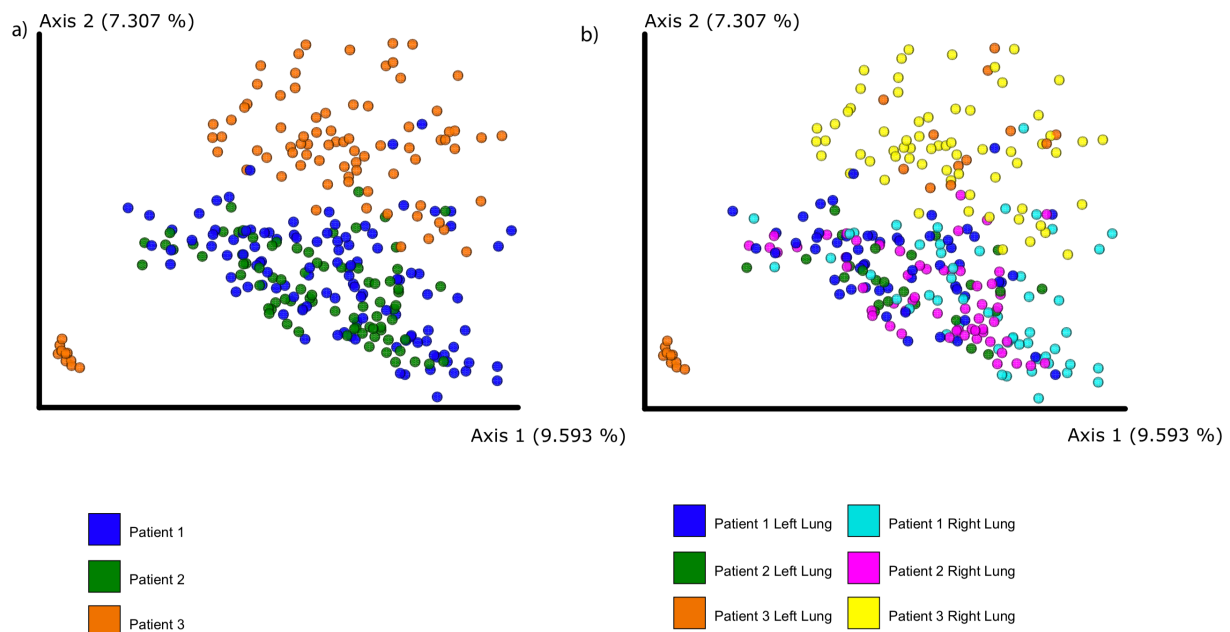 a)
Axis 2 (7.307 %)
Axis 1 (9.593 %)
Patient 1
Patient 2
Patient 3
b)
Axis 2 (7.307 %)
Axis 1 (9.593 %)
Patient 1 Left Lung
Patient 1 Right Lung
Patient 2 Left Lung
Patient 2 Right Lung
Patient 3 Left Lung
Patient 3 Right Lung